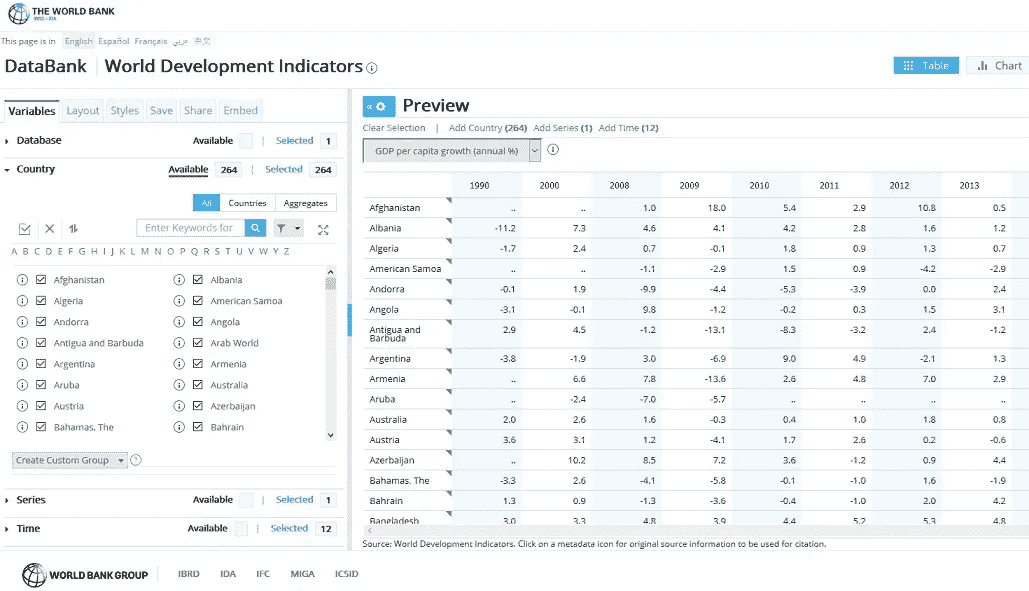 THE WORLD BANK
IBRD • IDA
This page is in English Español Français عربي 中文
DataBank World Development Indicators
Table Chart
Variables Layout Styles Save Share Embed
Database Available Selected 1
Country Available 264 Selected 264
All Countries Aggregates
Enter Keywords for
A B C D E F G H I J K L M N O P Q R S T U V W Y Z
Afghanistan Albania
Algeria American Samoa
Andorra Angola
Antigua and Barbuda Arab World
Argentina Armenia
Aruba Australia
Austria Azerbaijan
Bahamas, The Bahrain
Create Custom Group
Series Available Selected 1
Time Available Selected 12
Preview
Clear Selection | Add Country (264) Add Series (1) Add Time (12)
GDP per capita growth (annual %)
1990 2000 2008 2009 2010 2011 2012 2013
Afghanistan .. .. 1.0 18.0 5.4 2.9 10.8 0.5
Albania -11.2 7.3 4.6 4.1 4.2 2.8 1.6 1.2
Algeria -1.7 2.4 0.7 -0.1 1.8 0.9 1.3 0.7
American Samoa .. .. -1.1 -2.9 1.5 0.9 -4.2 -2.9
Andorra -0.1 1.9 -9.9 -4.4 -5.3 -3.9 0.0 2.4
Angola -3.1 -0.1 9.8 -1.2 -0.2 0.3 1.5 3.1
Antigua and
Barbuda 2.9 4.5 -1.2 -13.1 -8.3 -3.2 2.4 -1.2
Argentina -3.8 -1.9 3.0 -6.9 9.0 4.9 -2.1 1.3
Armenia .. 6.6 7.8 -13.6 2.6 4.8 7.0 2.9
Aruba .. -2.4 -7.0 -5.7 .. .. .. ..
Australia 2.0 2.6 1.6 -0.3 0.4 1.0 1.8 0.8
Austria 3.6 3.1 1.2 -4.1 1.7 2.6 0.2 -0.6
Azerbaijan .. 10.2 8.5 7.2 3.6 -1.2 0.9 4.4
Bahamas, The -3.3 2.6 -4.1 -5.8 -0.1 -1.0 1.6 -1.9
Bahrain 1.3 0.9 -1.3 -3.6 -0.4 -1.0 2.0 4.2
Bangladesh 3.0 3.3 4.8 3.9 4.4 5.2 5.3 4.8
Source: World Development Indicators. Click on a metadata icon for original source information to be used for citation.
WORLD BANK GROUP IBRD IDA IFC MIGA ICSID